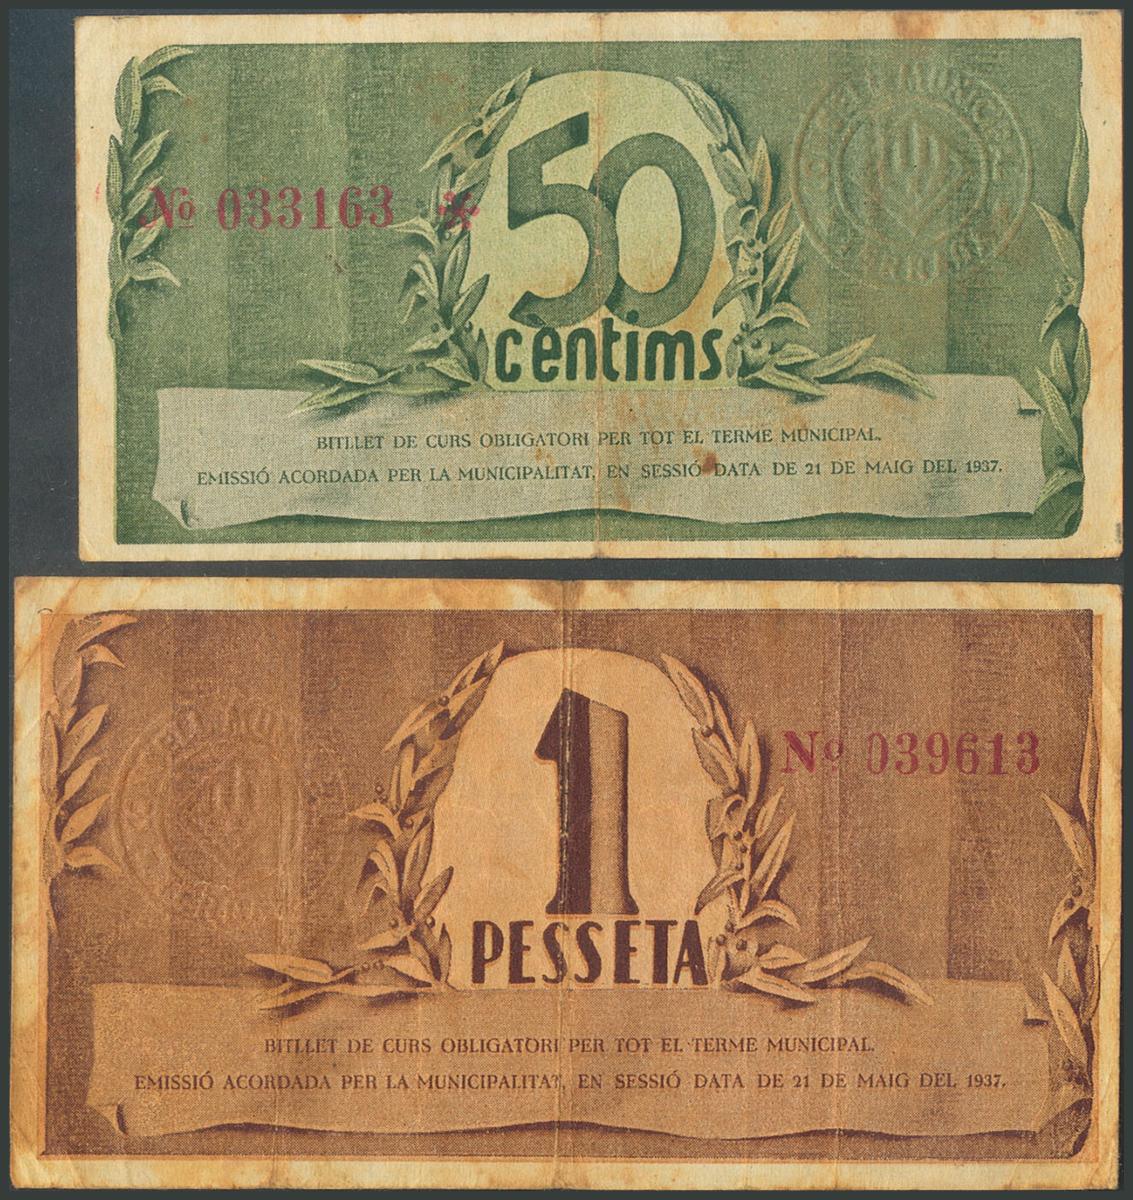 Nº 033163 *
50
centims
BITLLET DE CURS OBLIGATORI PER TOT EL TERME MUNICIPAL.
EMISSIÓ ACORDADA PER LA MUNICIPALITAT, EN SESSIÓ DATA DE 21 DE MAIG DEL 1937.
Nº 039613
1
PESSETA
BITLLET DE CURS OBLIGATORI PER TOT EL TERME MUNICIPAL.
EMISSIÓ ACORDADA PER LA MUNICIPALITAT, EN SESSIÓ DATA DE 21 DE MAIG DEL 1937.